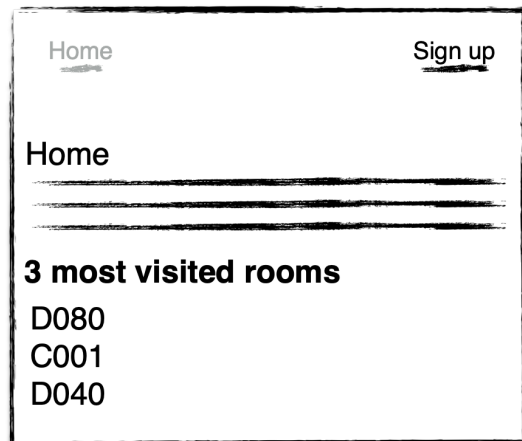 Home Sign up
Home
3 most visited rooms
D080
C001
D040